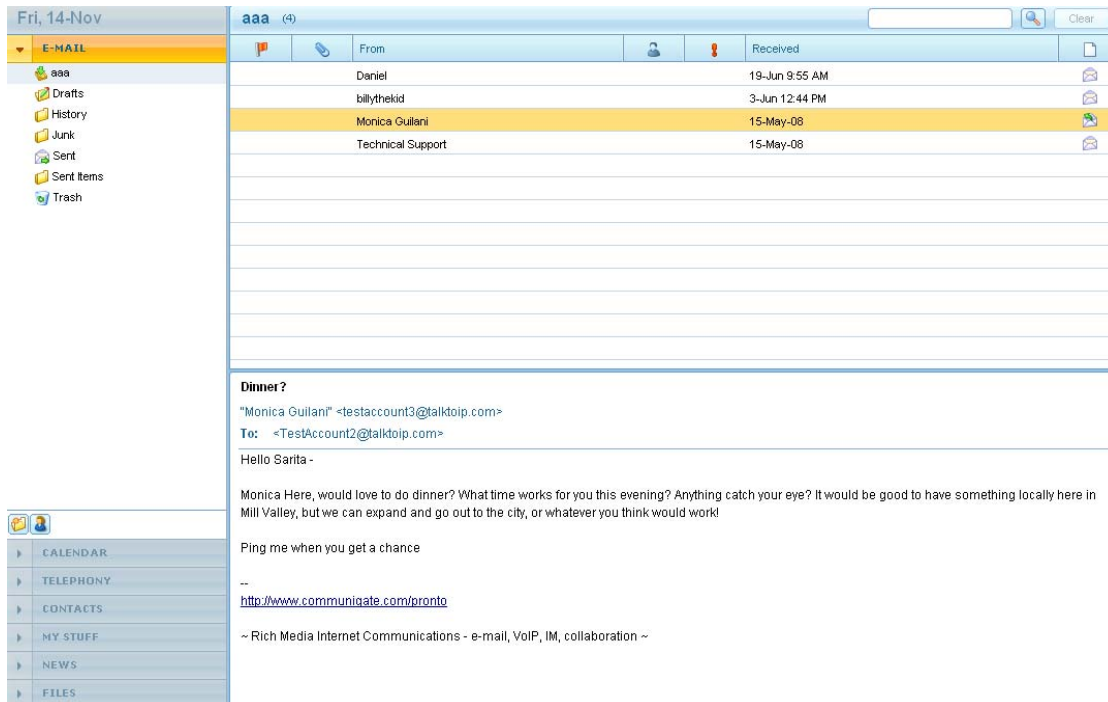 Fri, 14-Nov
E-MAIL
aaa
Drafts
History
Junk
Sent
Sent Items
Trash
CALENDAR
TELEPHONY
CONTACTS
MY STUFF
NEWS
FILES
aaa (4)
Clear
From Received
Daniel 19-Jun 9:55 AM
billythekid 3-Jun 12:44 PM
Monica Guilani 15-May-08
Technical Support 15-May-08
Dinner?
"Monica Guilani" <testaccount3@talktoip.com>
To: <TestAccount2@talktoip.com>
Hello Sarita -
Monica Here, would love to do dinner? What time works for you this evening? Anything catch your eye? It would be good to have something locally here in
Mill Valley, but we can expand and go out to the city, or whatever you think would work!
Ping me when you get a chance
--
http://www.communigate.com/pronto
~ Rich Media Internet Communications - e-mail, VoIP, IM, collaboration ~